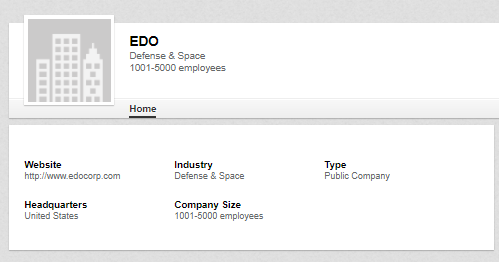 EDO
Defense & Space
1001-5000 employees
Home
Website
http://www.edocorp.com
Industry
Defense & Space
Type
Public Company
Headquarters
United States
Company Size
1001-5000 employees